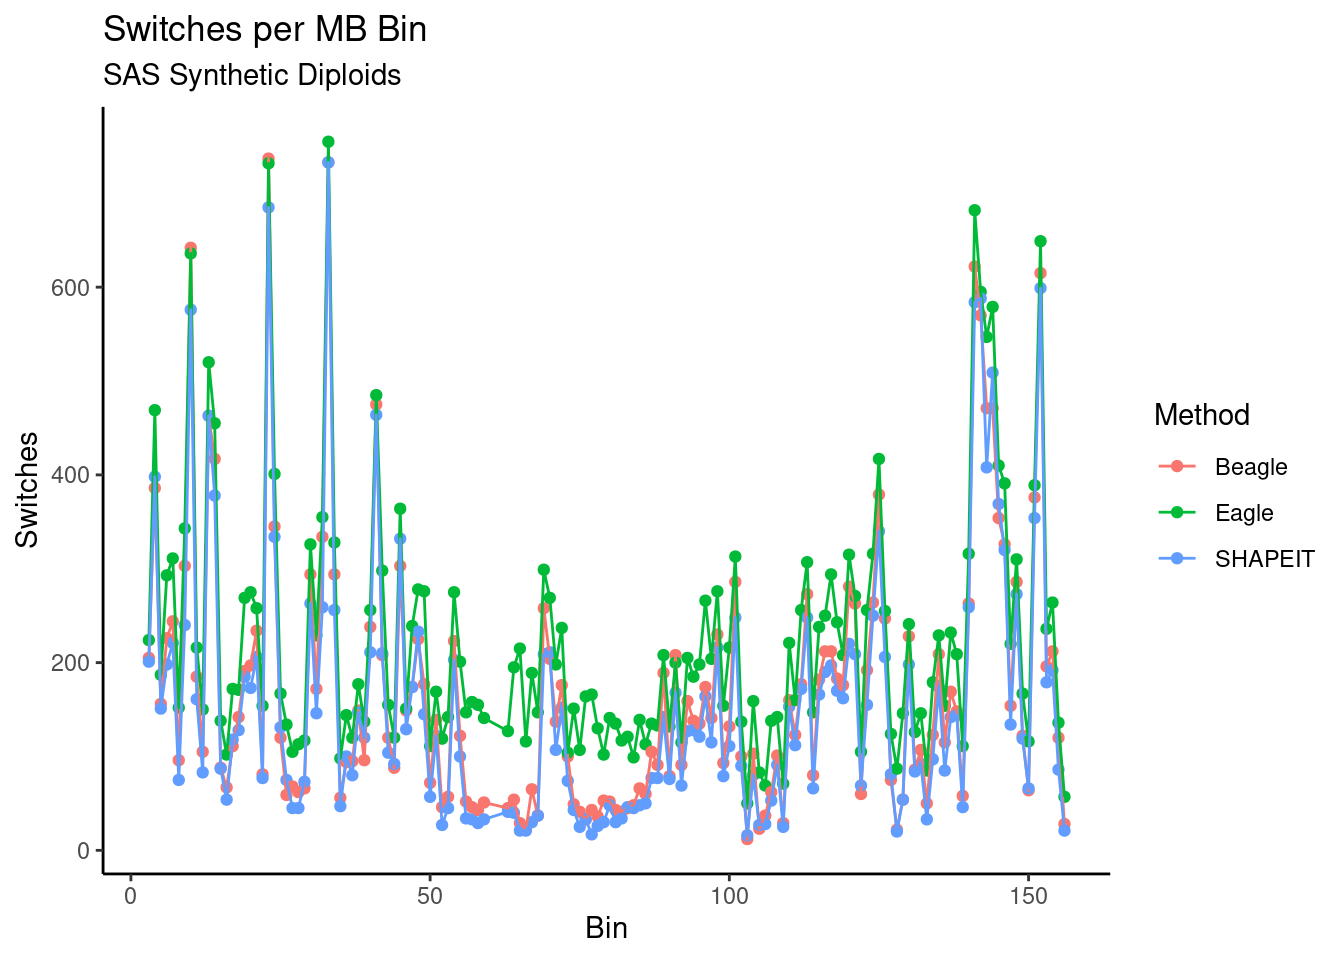 Switches per MB Bin
SAS Synthetic Diploids
Switches
600
400
200
0
0 50 100 150
Bin
Method
Beagle
Eagle
SHAPEIT